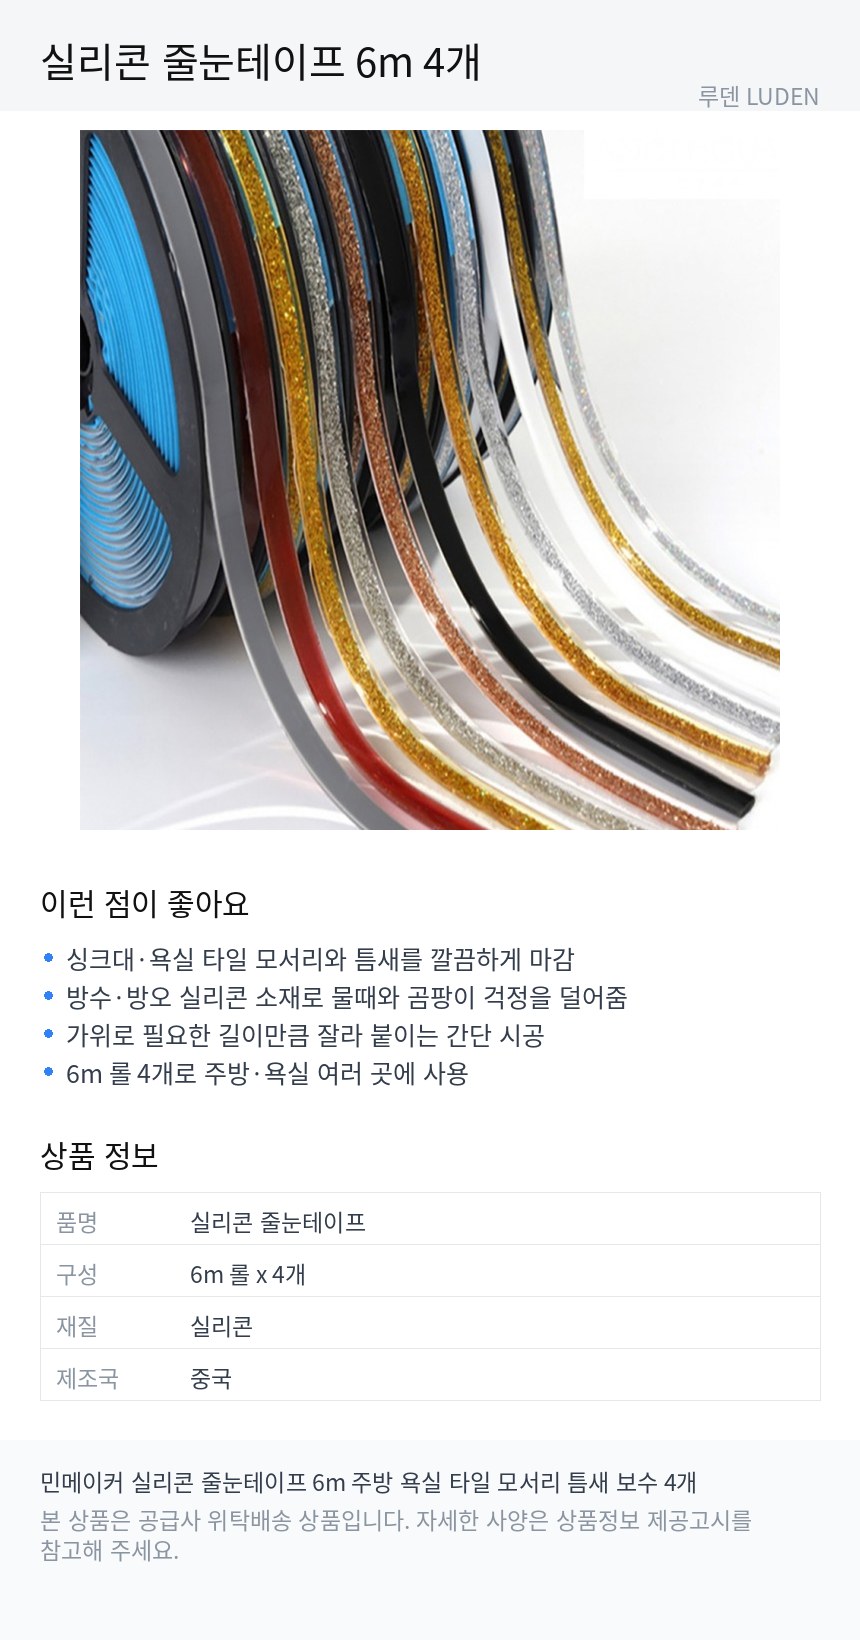 실리콘 줄눈테이프 6m 4개
루덴 LUDEN
이런 점이 좋아요
싱크대·욕실 타일 모서리와 틈새를 깔끔하게 마감
방수·방오 실리콘 소재로 물때와 곰팡이 걱정을 덜어줌
가위로 필요한 길이만큼 잘라 붙이는 간단 시공
6m 롤 4개로 주방·욕실 여러 곳에 사용
상품 정보
품명 실리콘 줄눈테이프
구성 6m 롤 x 4개
재질 실리콘
제조국 중국
민메이커 실리콘 줄눈테이프 6m 주방 욕실 타일 모서리 틈새 보수 4개
본 상품은 공급사 위탁배송 상품입니다. 자세한 사양은 상품정보 제공고시를
참고해 주세요.